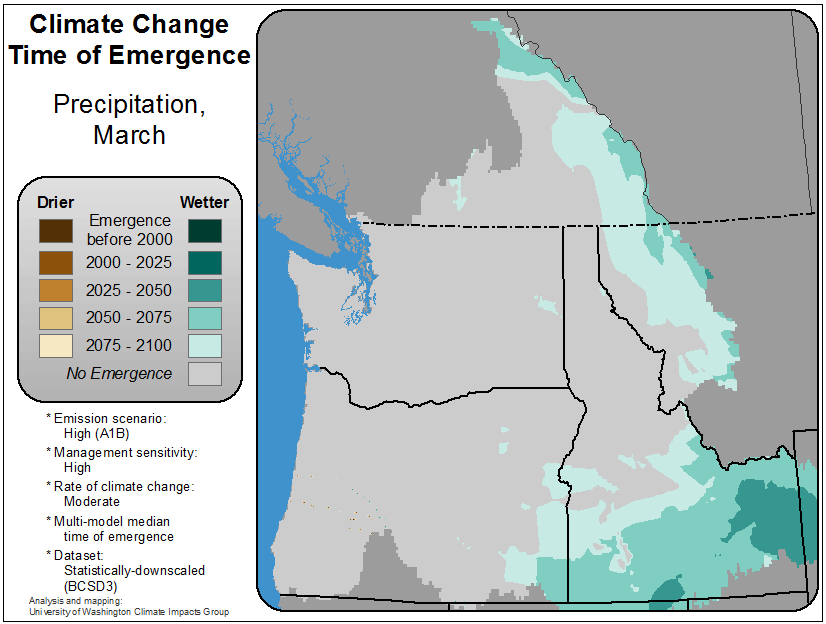 Climate Change
Time of Emergence
Precipitation,
March
Drier
Wetter
Emergence
before 2000
2000 - 2025
2025 - 2050
2050 - 2075
2075 - 2100
No Emergence
* Emission scenario:
High (A1B)
* Management sensitivity:
High
* Rate of climate change:
Moderate
* Multi-model median
time of emergence
* Dataset:
Statistically-downscaled
(BCSD3)
Analysis and mapping:
University of Washington Climate Impacts Group